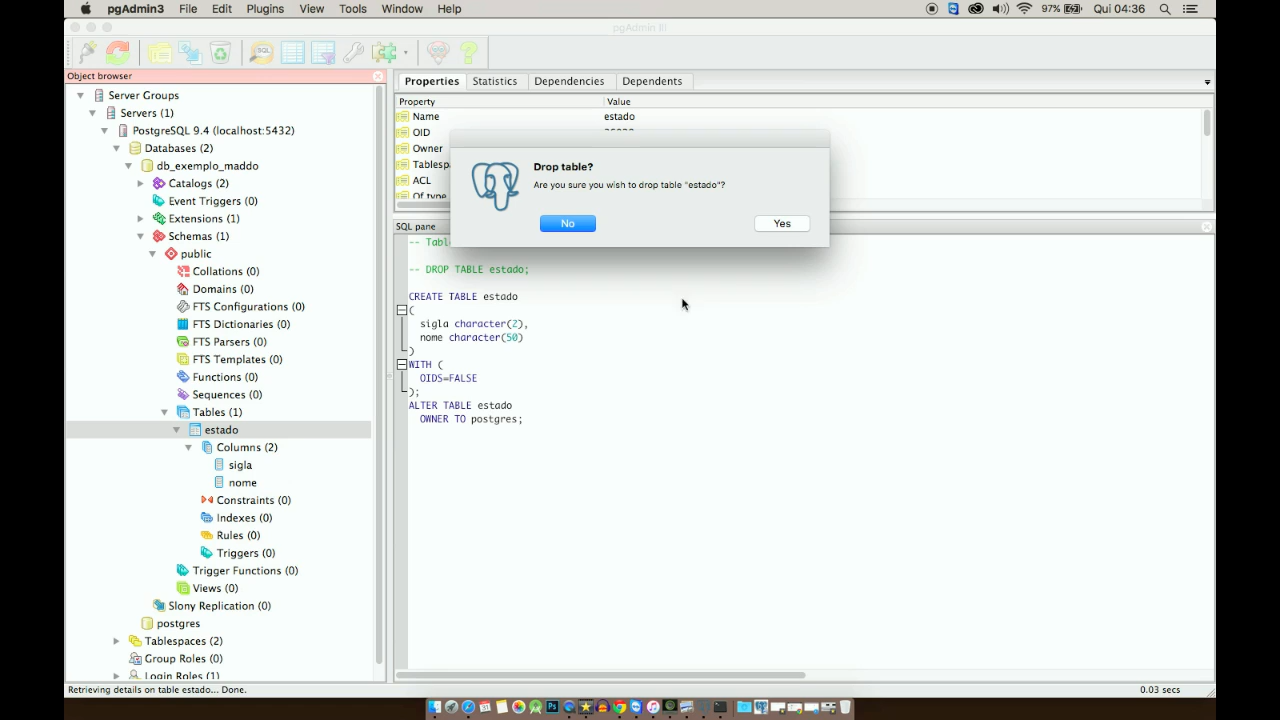 pgAdmin3 File Edit Plugins View Tools Window Help 97% Qui 04:36
pgAdmin III
SQL
Object browser
Server Groups
Servers (1)
PostgreSQL 9.4 (localhost:5432)
Databases (2)
db_exemplo_maddo
Catalogs (2)
Event Triggers (0)
Extensions (1)
Schemas (1)
public
Collations (0)
Domains (0)
FTS Configurations (0)
FTS Dictionaries (0)
FTS Parsers (0)
FTS Templates (0)
Functions (0)
Sequences (0)
Tables (1)
estado
Columns (2)
sigla
nome
Constraints (0)
Indexes (0)
Rules (0)
Triggers (0)
Trigger Functions (0)
Views (0)
Slony Replication (0)
postgres
Tablespaces (2)
Group Roles (0)
Login Roles (1)
Properties Statistics Dependencies Dependents
Property Value
Name estado
OID
Owner
Tablesp
ACL
Of type
Drop table?
Are you sure you wish to drop table "estado"?
No Yes
SQL pane
-- Tabl
-- DROP TABLE estado;
CREATE TABLE estado
(
sigla character(2),
nome character(50)
)
WITH (
OIDS=FALSE
);
ALTER TABLE estado
OWNER TO postgres;
Retrieving details on table estado... Done. 0.03 secs